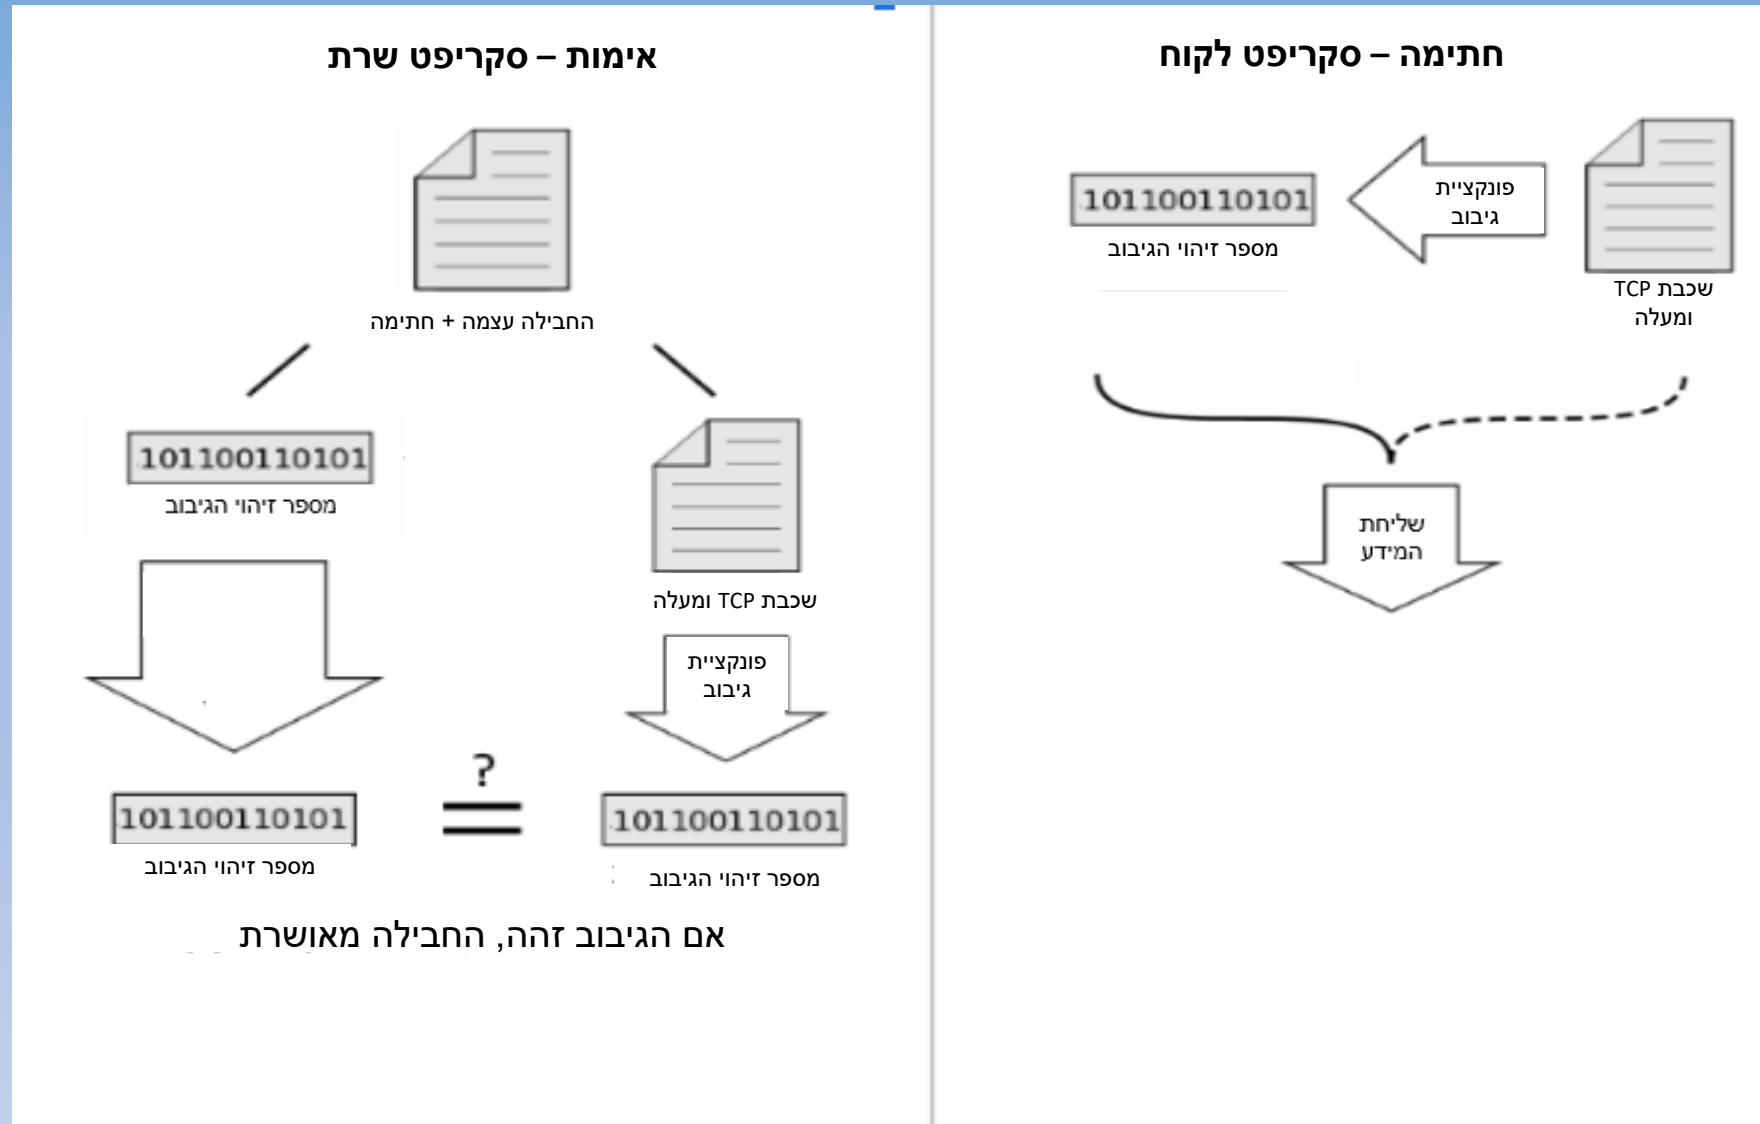 חתימה – סקריפט לקוח
פונקציית
גיבוב
101100110101
מספר זיהוי הגיבוב
שכבת TCP
ומעלה
שליחת
המידע
אימות – סקריפט שרת
החבילה עצמה + חתימה
101100110101
מספר זיהוי הגיבוב
שכבת TCP ומעלה
פונקציית
גיבוב
?
=
101100110101
מספר זיהוי הגיבוב
101100110101
מספר זיהוי הגיבוב
אם הגיבוב זהה, החבילה מאושרת